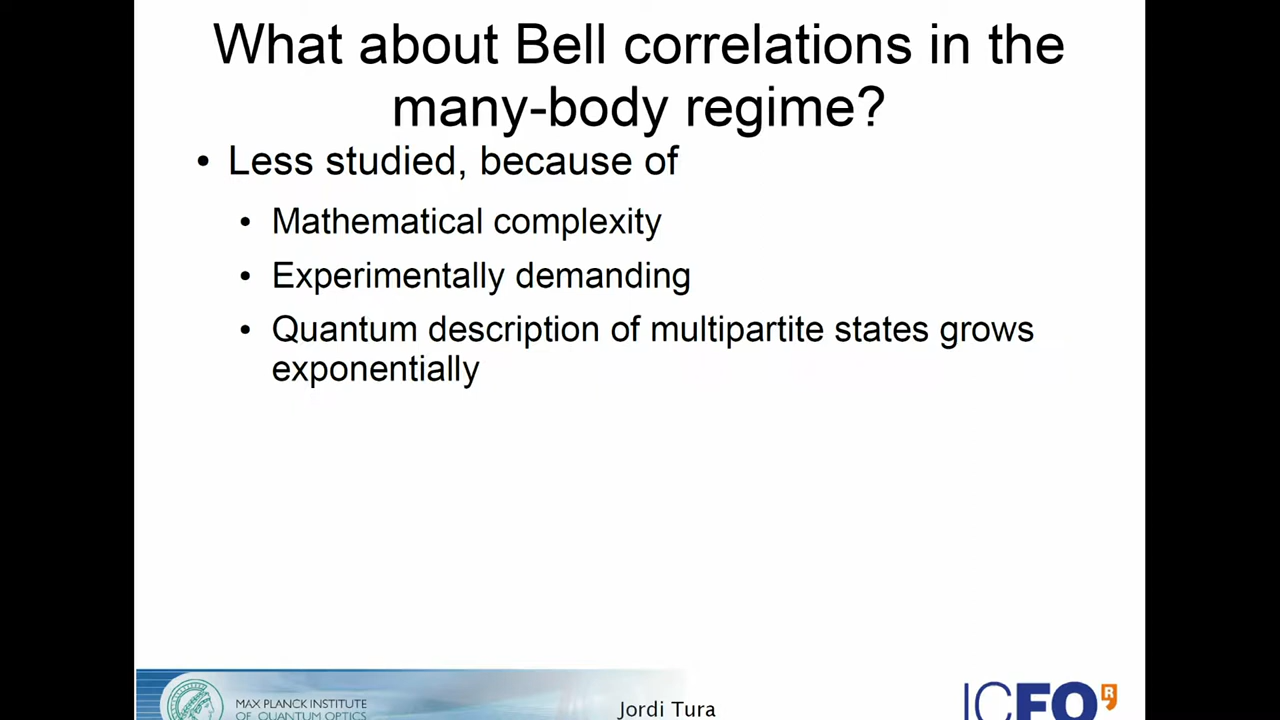 What about Bell correlations in the
many-body regime?
• Less studied, because of
• Mathematical complexity
• Experimentally demanding
• Quantum description of multipartite states grows
exponentially
MAX PLANCK INSTITUTE
OF QUANTUM OPTICS
Jordi Tura
ICFO R